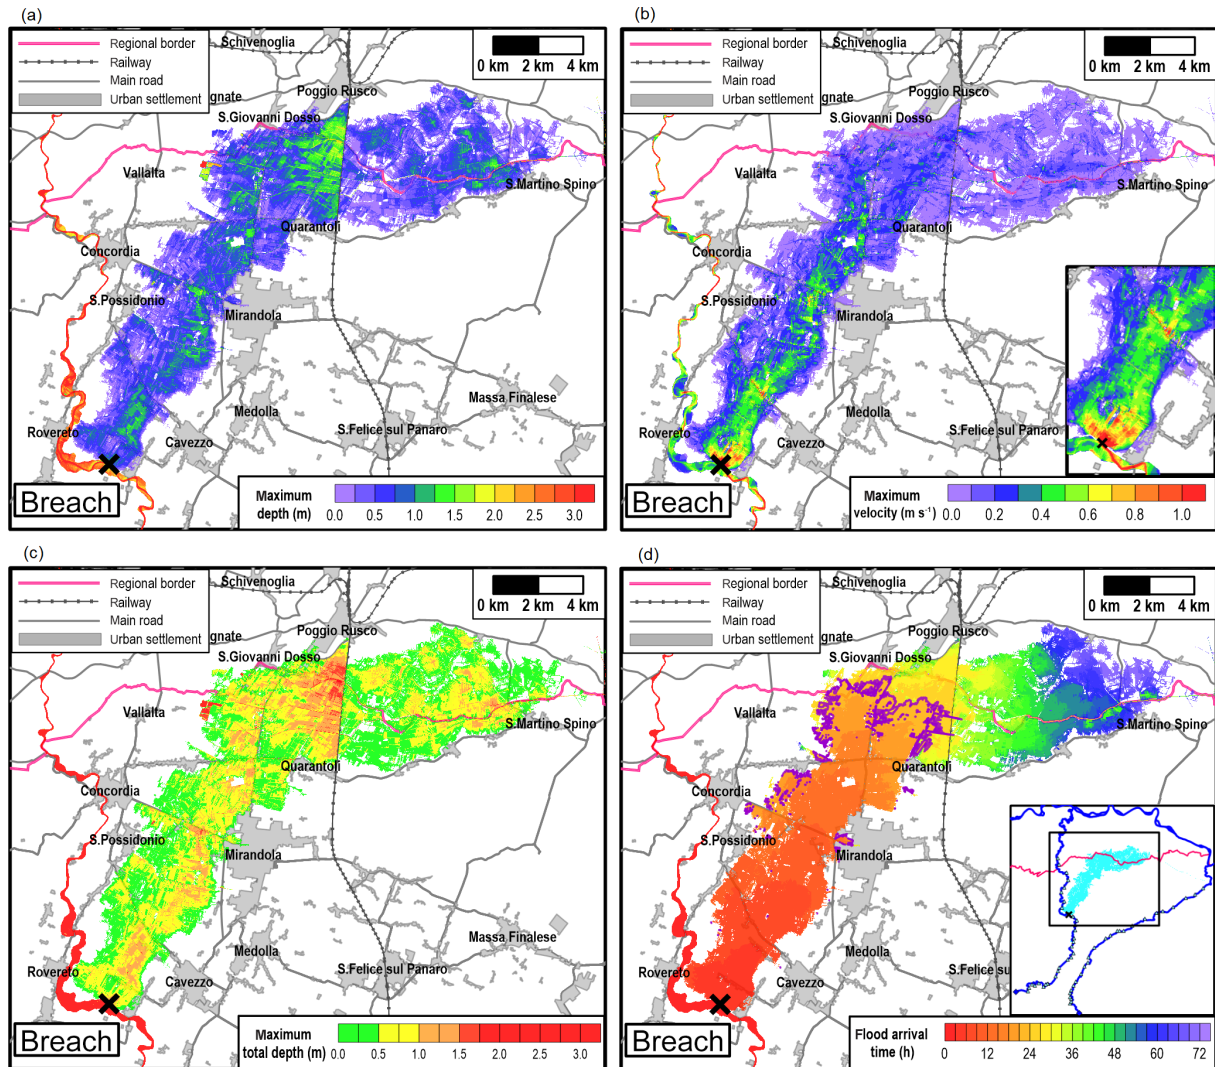 (a)
Regional border
Railway
Main road
Urban settlement
gnate
Schivenoglia
0 km 2 km 4 km
Poggio Rusco
S.Giovanni Dosso
Vallalta
S.Martino Spino
Quarantoli
Concordia
S.Possidonio
Mirandola
Massa Finalese
Medolla
Rovereto
Cavezzo
S.Felice sul Panaro
Breach
Maximum
depth (m)
0.0 0.5 1.0 1.5 2.0 2.5 3.0
(b)
Regional border
Railway
Main road
Urban settlement
gnate
Schivenoglia
0 km 2 km 4 km
Poggio Rusco
S.Giovanni Dosso
Vallalta
S.Martino Spino
Quarantoli
Concordia
S.Possidonio
Mirandola
Massa Finalese
Medolla
Rovereto
Cavezzo
S.Felice sul Panaro
Breach
Maximum
velocity (m s⁻¹)
0.0 0.2 0.4 0.6 0.8 1.0
(c)
Regional border
Railway
Main road
Urban settlement
gnate
Schivenoglia
0 km 2 km 4 km
Poggio Rusco
S.Giovanni Dosso
Vallalta
S.Martino Spino
Quarantoli
Concordia
S.Possidonio
Mirandola
Massa Finalese
Medolla
Rovereto
Cavezzo
S.Felice sul Panaro
Breach
Maximum
total depth (m)
0.0 0.5 1.0 1.5 2.0 2.5 3.0
(d)
Regional border
Railway
Main road
Urban settlement
gnate
Schivenoglia
0 km 2 km 4 km
Poggio Rusco
S.Giovanni Dosso
Vallalta
S.Martino Spino
Quarantoli
Concordia
S.Possidonio
Mirandola
Medolla
Rovereto
Cavezzo
S.Felice su
Breach
Flood arrival
time (h)
0 12 24 36 48 60 72